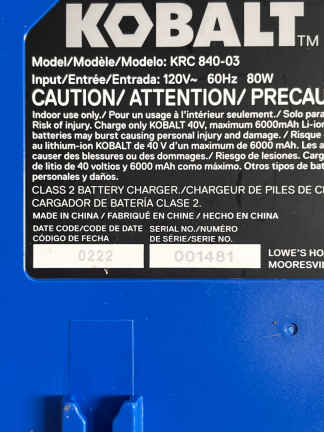 KOBALT TM
Model/Modèle/Modelo: KRC 840-03
Input/Entrée/Entrada: 120V~ 60Hz 80W
CAUTION/ ATTENTION/ PRECAU
Indoor use only./ Pour un usage à l'intérieur seulement./ Solo para
Risk of injury. Charge only KOBALT 40V, maximum 6000mAh Li-ion
batteries may burst causing personal injury and damage./ Risque
au lithium-ion KOBALT de 40 V d'un maximum de 6000 mAh. Les a
causer des blessures ou des dommages./ Riesgo de lesiones. Carga
de litio de 40 voltios y 6000 mAh como máximo. Otros tipos de bat
personales y daños.
CLASS 2 BATTERY CHARGER./CHARGEUR DE PILES DE C
CARGADOR DE BATERÍA CLASE 2.
MADE IN CHINA / FABRIQUÉ EN CHINE / HECHO EN CHINA
DATE CODE/CODE DE DATE SERIAL NO./NUMÉRO
CÓDIGO DE FECHA DE SÉRIE/SERIE NO.
0222 001481
LOWE'S HO
MOORESVI